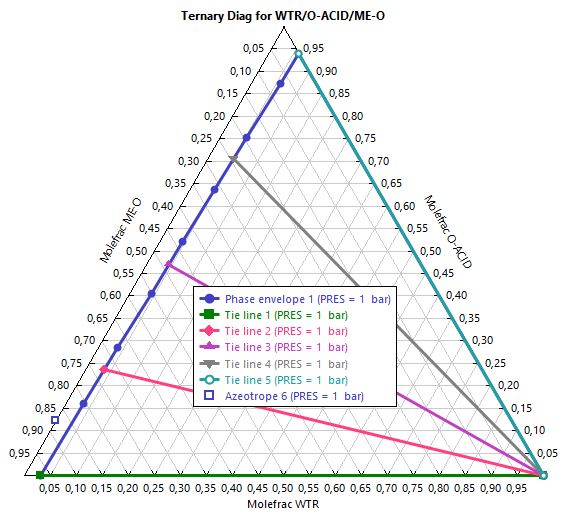 Ternary Diag for WTR/O-ACID/ME-O
0,05 0,95
0,10 0,90
0,15 0,85
0,20 0,80
0,25 0,75
0,30 0,70
0,35 0,65
0,40 0,60
Molefrac ME-O
Molefrac O-ACID
0,45 0,55
0,50 0,50
0,55 0,45
0,60 0,40
0,65 0,35
0,70 0,30
0,75 0,25
0,80 0,20
0,85 0,15
0,90 0,10
0,95 0,05
Phase envelope 1 (PRES = 1 bar)
Tie line 1 (PRES = 1 bar)
Tie line 2 (PRES = 1 bar)
Tie line 3 (PRES = 1 bar)
Tie line 4 (PRES = 1 bar)
Tie line 5 (PRES = 1 bar)
Azeotrope 6 (PRES = 1 bar)
0,05 0,10 0,15 0,20 0,25 0,30 0,35 0,40 0,45 0,50 0,55 0,60 0,65 0,70 0,75 0,80 0,85 0,90 0,95
Molefrac WTR